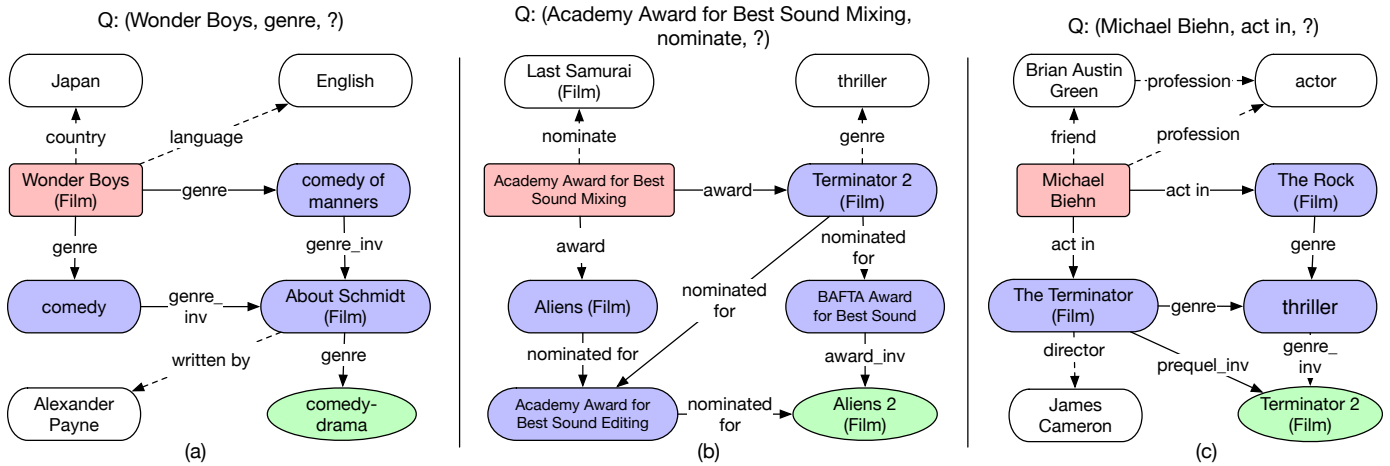 Q: (Wonder Boys, genre, ?)
Japan
English
country
language
Wonder Boys
(Film)
genre
comedy of
manners
genre
genre_inv
comedy
genre_
inv
About Schmidt
(Film)
written by
genre
Alexander
Payne
comedy-
drama
(a)
Q: (Academy Award for Best Sound Mixing,
nominate, ?)
Last Samurai
(Film)
thriller
nominate
genre
Academy Award for Best
Sound Mixing
award
Terminator 2
(Film)
award
nominated
for
nominated
for
Aliens (Film)
BAFTA Award
for Best Sound
nominated for
award_inv
Academy Award for
Best Sound Editing
nominated
for
Aliens 2
(Film)
(b)
Q: (Michael Biehn, act in, ?)
Brian Austin
Green
profession
actor
friend
profession
Michael
Biehn
act in
The Rock
(Film)
act in
genre
The Terminator
(Film)
genre
thriller
director
prequel_inv
genre_
inv
James
Cameron
Terminator 2
(Film)
(c)